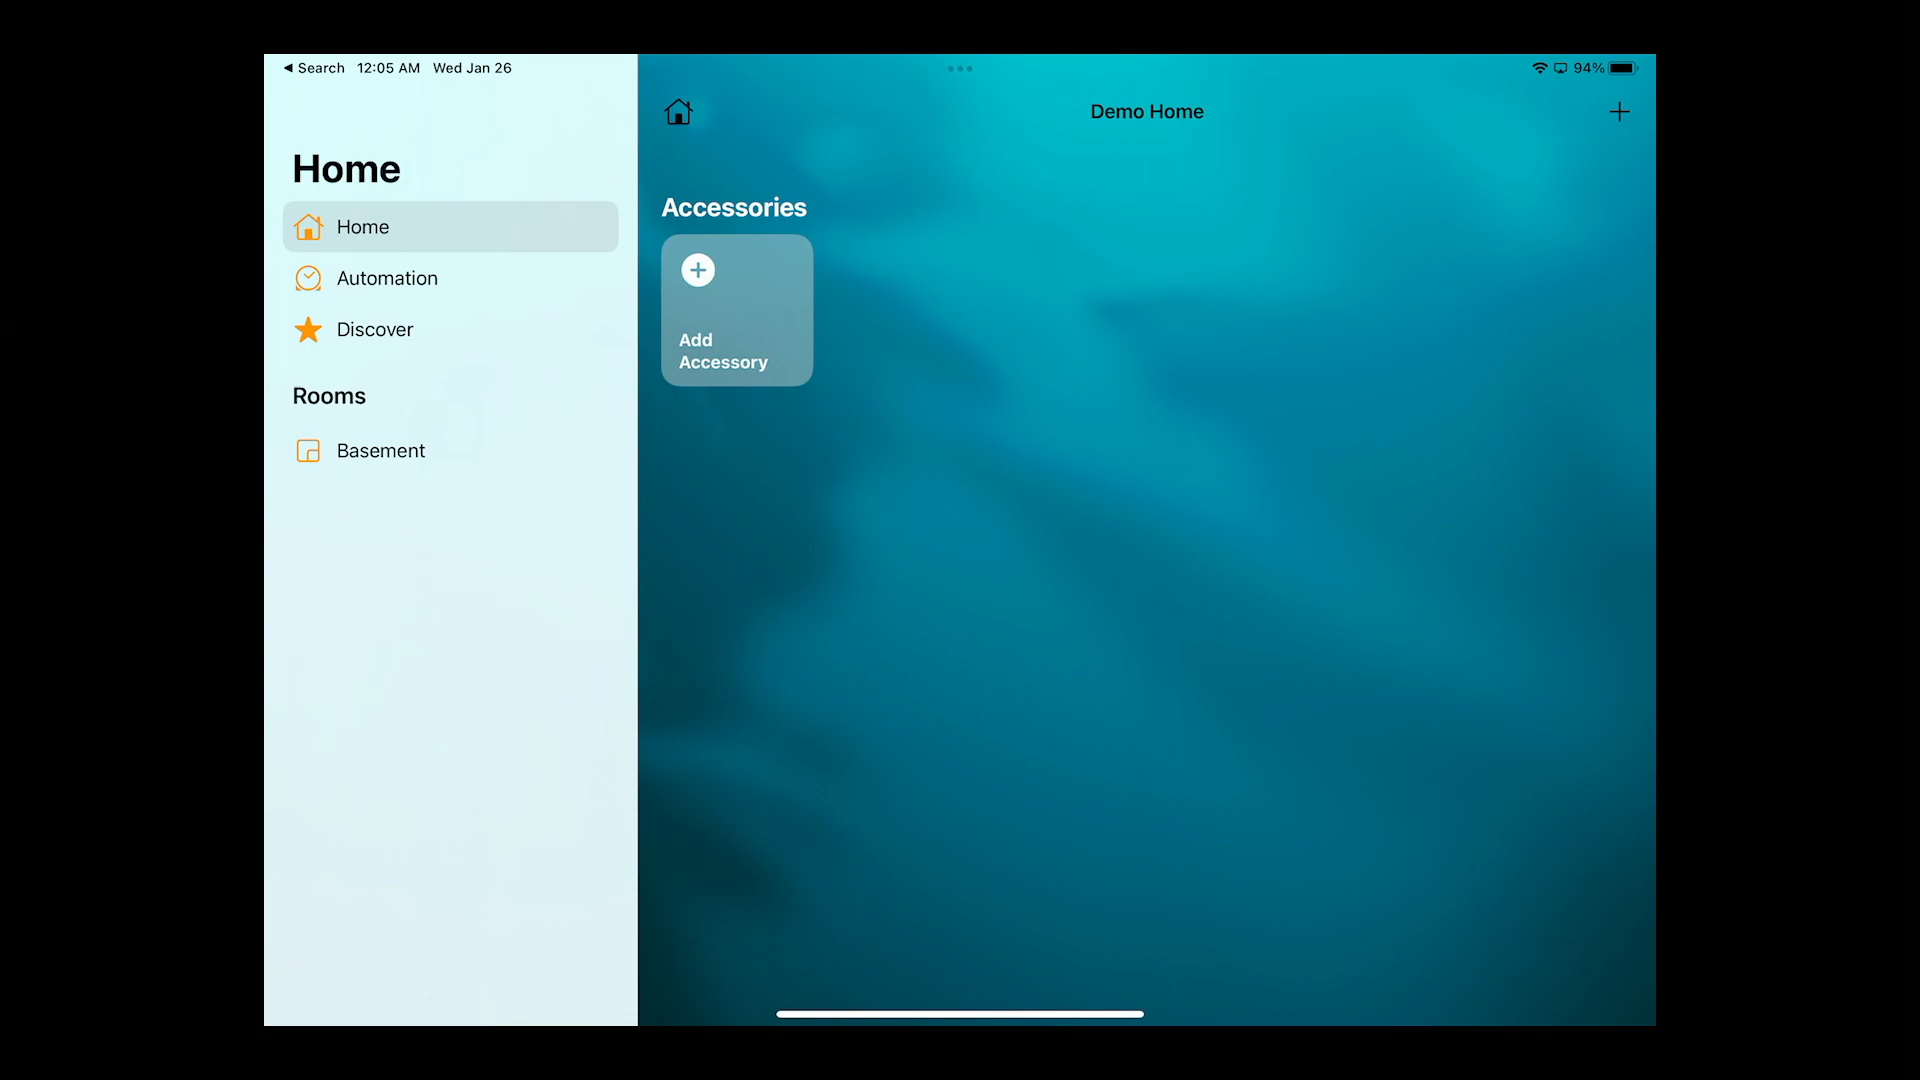 ◀ Search 12:05 AM Wed Jan 26
94%
Demo Home
Home
Home
Automation
Discover
Rooms
Basement
Accessories
Add
Accessory